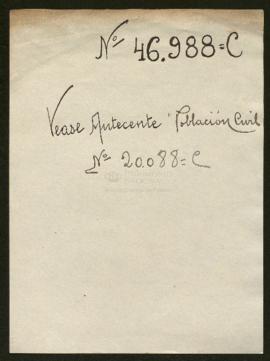 Nº 46.988=C
Vease Antecente Población Civil
Nº 20.088=C